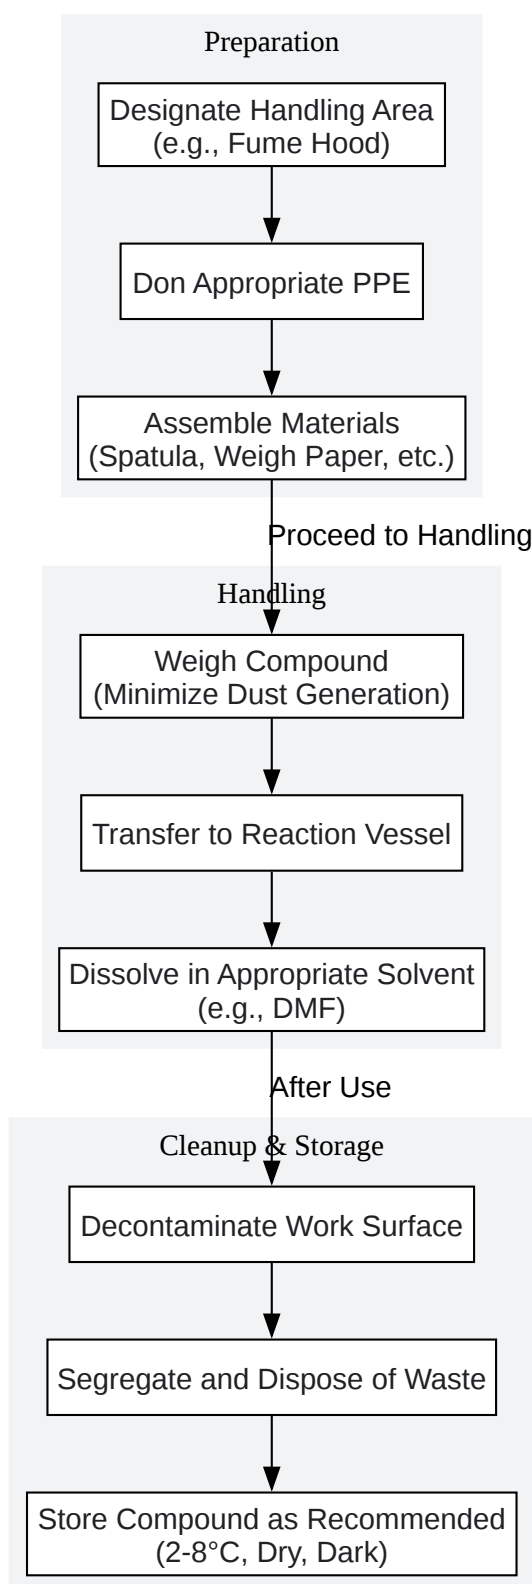 Preparation
Designate Handling Area
(e.g., Fume Hood)
Don Appropriate PPE
Assemble Materials
(Spatula, Weigh Paper, etc.)
Proceed to Handling
Handling
Weigh Compound
(Minimize Dust Generation)
Transfer to Reaction Vessel
Dissolve in Appropriate Solvent
(e.g., DMF)
After Use
Cleanup & Storage
Decontaminate Work Surface
Segregate and Dispose of Waste
Store Compound as Recommended
(2-8°C, Dry, Dark)